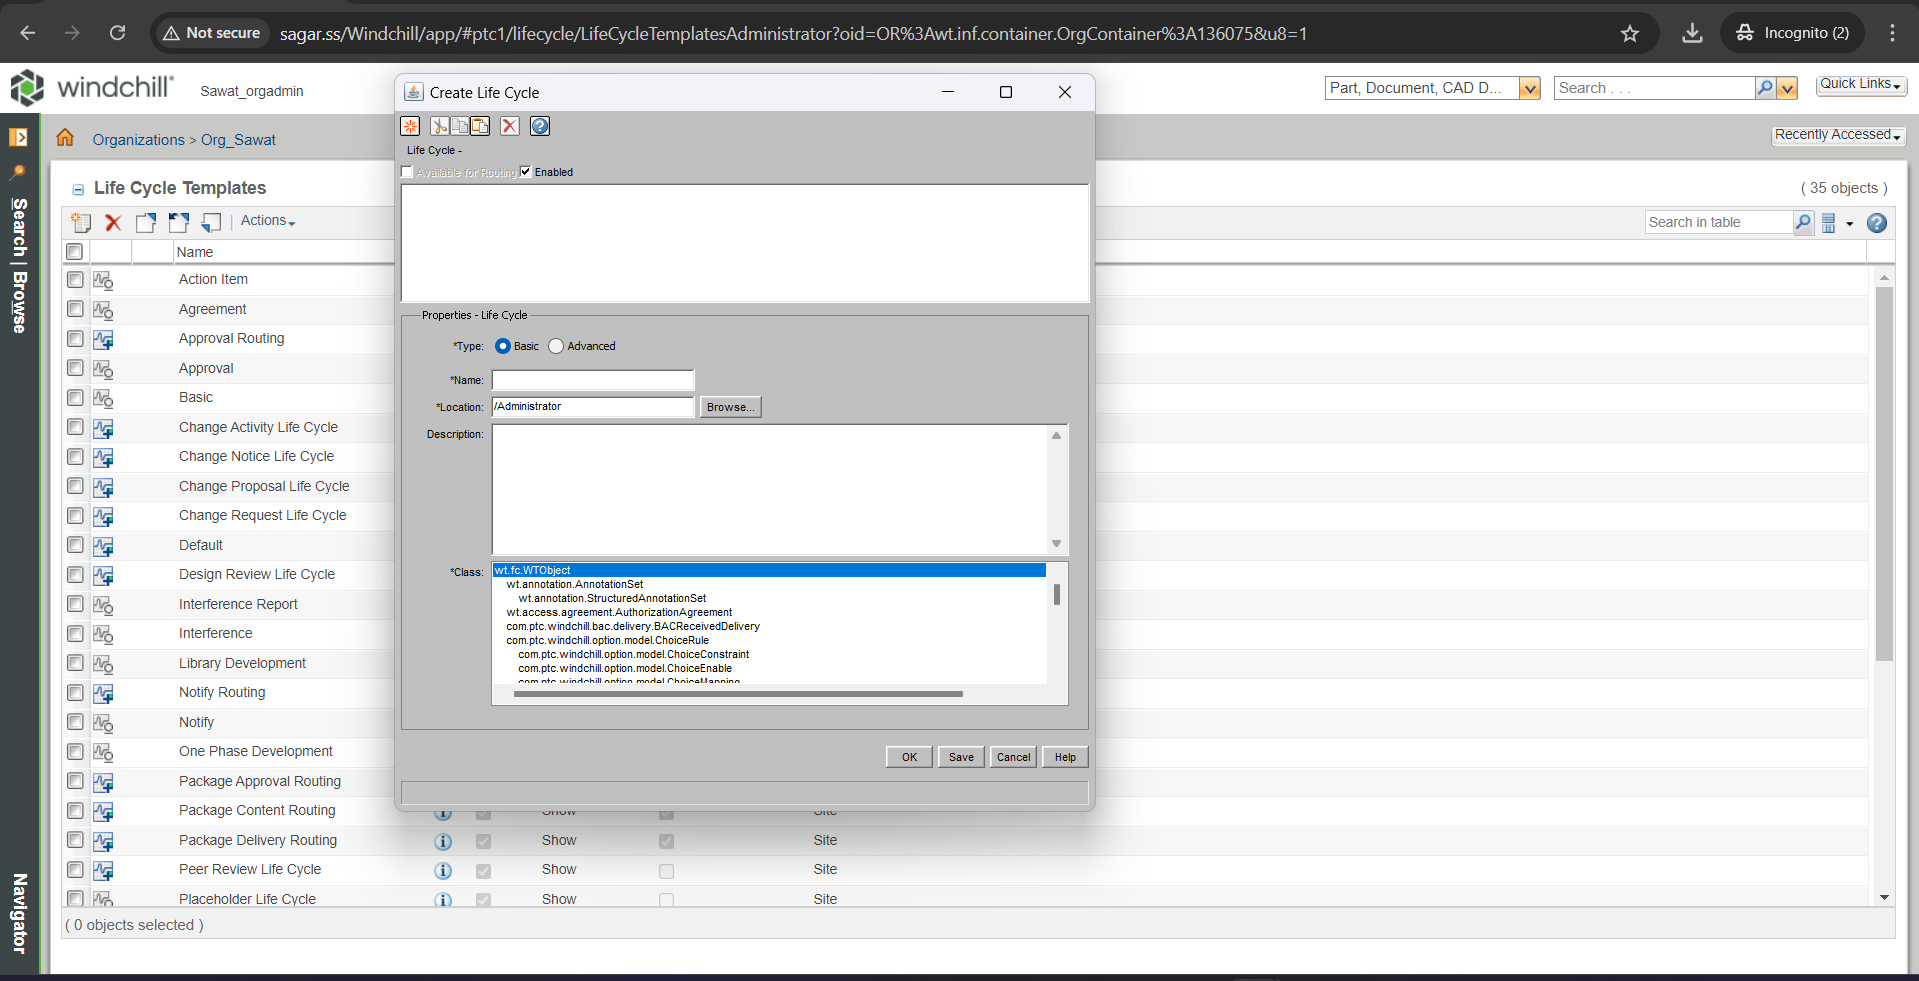 Not secure
sagar.ss/Windchill/app/#ptc1/lifecycle/LifeCycleTemplatesAdministrator?oid=OR%3Awt.inf.container.OrgContainer%3A136075&u8=1
Incognito (2)
windchill
Sawat_orgadmin
Part, Document, CAD D...
Search . . .
Quick Links
Organizations > Org_Sawat
Recently Accessed
Search | Browse
Navigator
Life Cycle Templates
( 35 objects )
Actions
Search in table
Name
Action Item
Agreement
Approval Routing
Approval
Basic
Change Activity Life Cycle
Change Notice Life Cycle
Change Proposal Life Cycle
Change Request Life Cycle
Default
Design Review Life Cycle
Interference Report
Interference
Library Development
Notify Routing
Notify
One Phase Development
Package Approval Routing
Package Content Routing Show Site
Package Delivery Routing Show Site
Peer Review Life Cycle Show Site
Placeholder Life Cycle Show Site
( 0 objects selected )
Create Life Cycle
Life Cycle -
Available for Routing Enabled
Properties - Life Cycle
*Type: Basic Advanced
*Name:
*Location: /Administrator Browse...
Description:
*Class: wt.fc.WTObject
wt.annotation.AnnotationSet
wt.annotation.StructuredAnnotationSet
wt.access.agreement.AuthorizationAgreement
com.ptc.windchill.bac.delivery.BACReceivedDelivery
com.ptc.windchill.option.model.ChoiceRule
com.ptc.windchill.option.model.ChoiceConstraint
com.ptc.windchill.option.model.ChoiceEnable
com.ptc.windchill.option.model.ChoiceMapping
OK Save Cancel Help